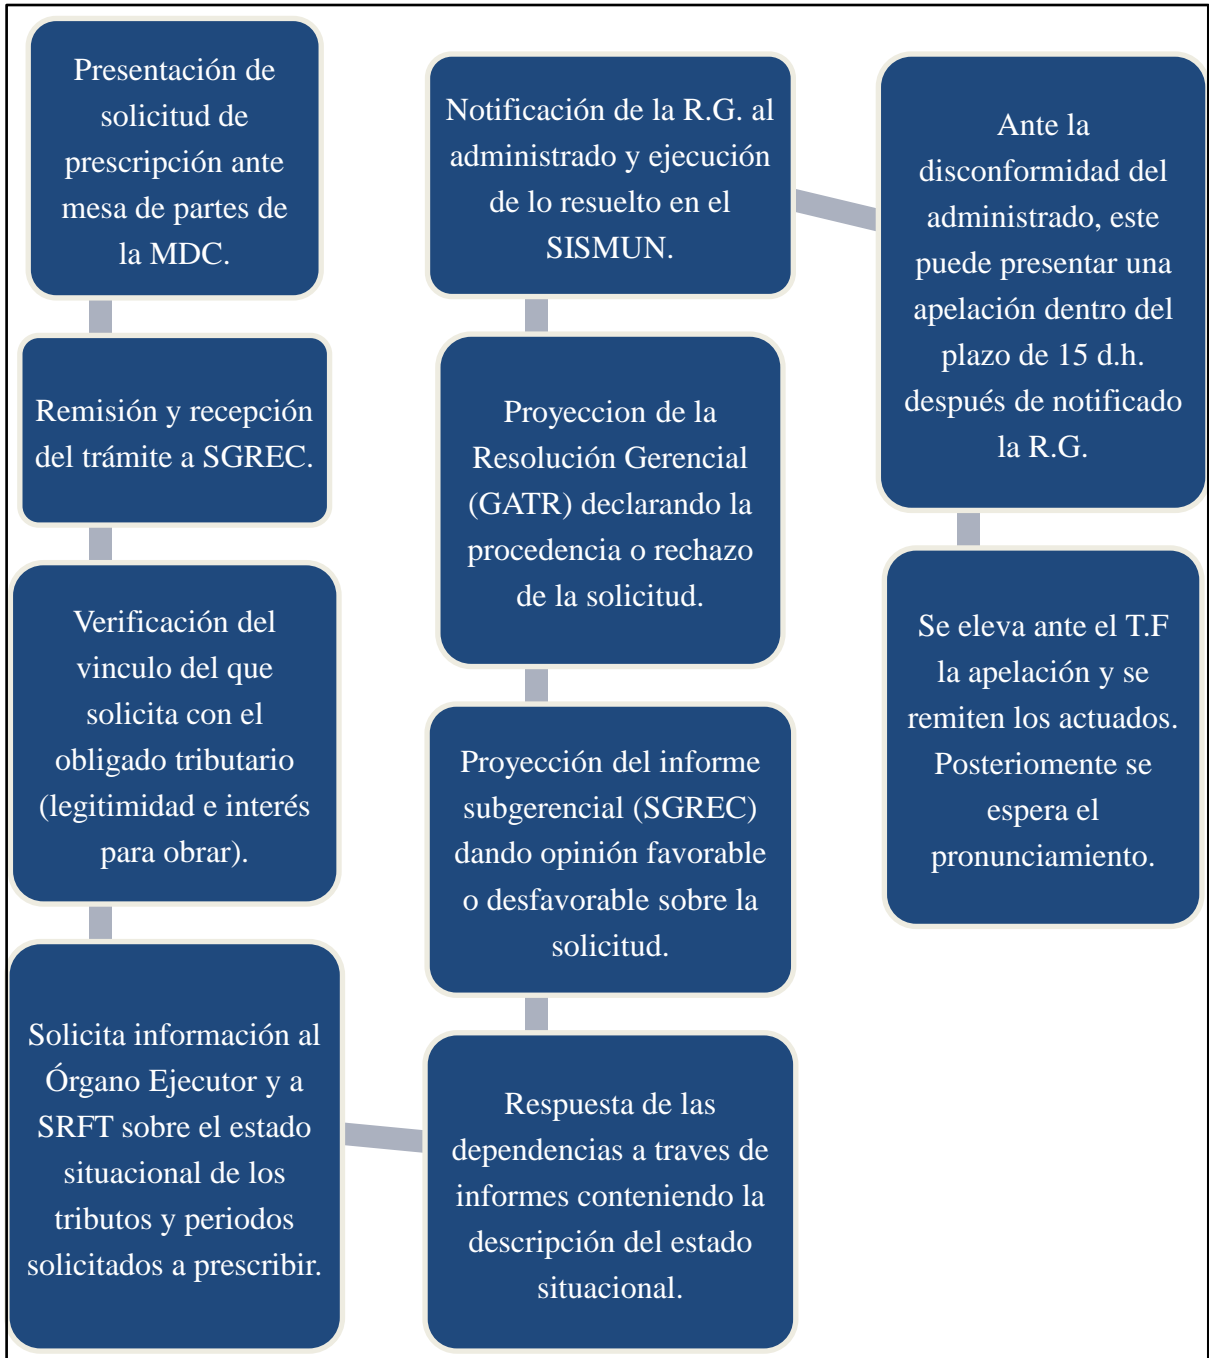 Presentación de
solicitud de
prescripción ante
mesa de partes de
la MDC.
Remisión y recepción
del trámite a SGREC.
Verificación del
vinculo del que
solicita con el
obligado tributario
(legitimidad e interés
para obrar).
Solicita información al
Órgano Ejecutor y a
SRFT sobre el estado
situacional de los
tributos y periodos
solicitados a prescribir.
Respuesta de las
dependencias a traves de
informes conteniendo la
descripción del estado
situacional.
Proyección del informe
subgerencial (SGREC)
dando opinión favorable
o desfavorable sobre la
solicitud.
Proyeccion de la
Resolución Gerencial
(GATR) declarando la
procedencia o rechazo
de la solicitud.
Notificación de la R.G. al
administrado y ejecución
de lo resuelto en el
SISMUN.
Ante la
disconformidad del
administrado, este
puede presentar una
apelación dentro del
plazo de 15 d.h.
después de notificado
la R.G.
Se eleva ante el T.F
la apelación y se
remiten los actuados.
Posteriomente se
espera el
pronunciamiento.